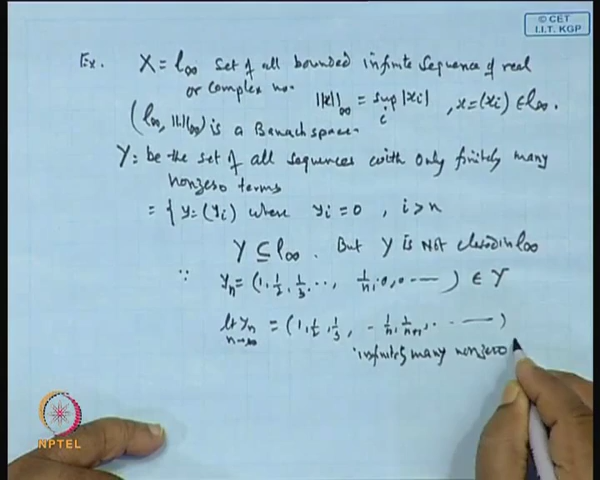 © CET
I.I.T. KGP
Ex. X = l∞ set of all bounded infinite sequence of real
or complex no.
||x||∞ = sup |xi| , x=(xi) ∈ l∞.
i
(l∞, ||.||∞) is a Banach space.
Y = be the set of all sequences with only finitely many
nonzero terms
= { y=(yi) where yi = 0 , i > n
Y ⊆ l∞ . But Y is Not closed in l∞
∵ yn = (1, 1/2, 1/3, .., 1/n, 0, 0 - —) ∈ Y
lt yn = (1, 1/2, 1/3, - 1/n, 1/n+1, .. —)
n→∞
infinitely many nonzero
NPTEL